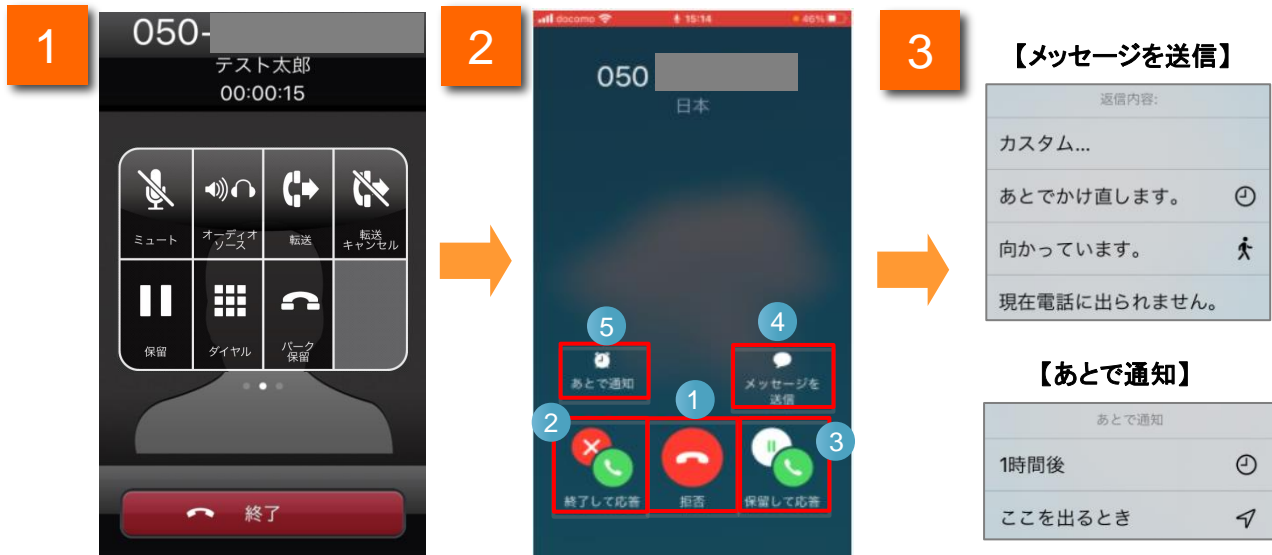 1
050-
テスト太郎
00:00:15
ミュート
オーディオ
ソース
転送
転送
キャンセル
保留
ダイヤル
パーク
保留
終了
2
docomo
15:14
46%
050
日本
5
あとで通知
4
メッセージを
送信
2
終了して応答
1
拒否
3
保留して応答
3
【メッセージを送信】
返信内容:
カスタム...
あとでかけ直します。
向かっています。
現在電話に出られません。
【あとで通知】
あとで通知
1時間後
ここを出るとき